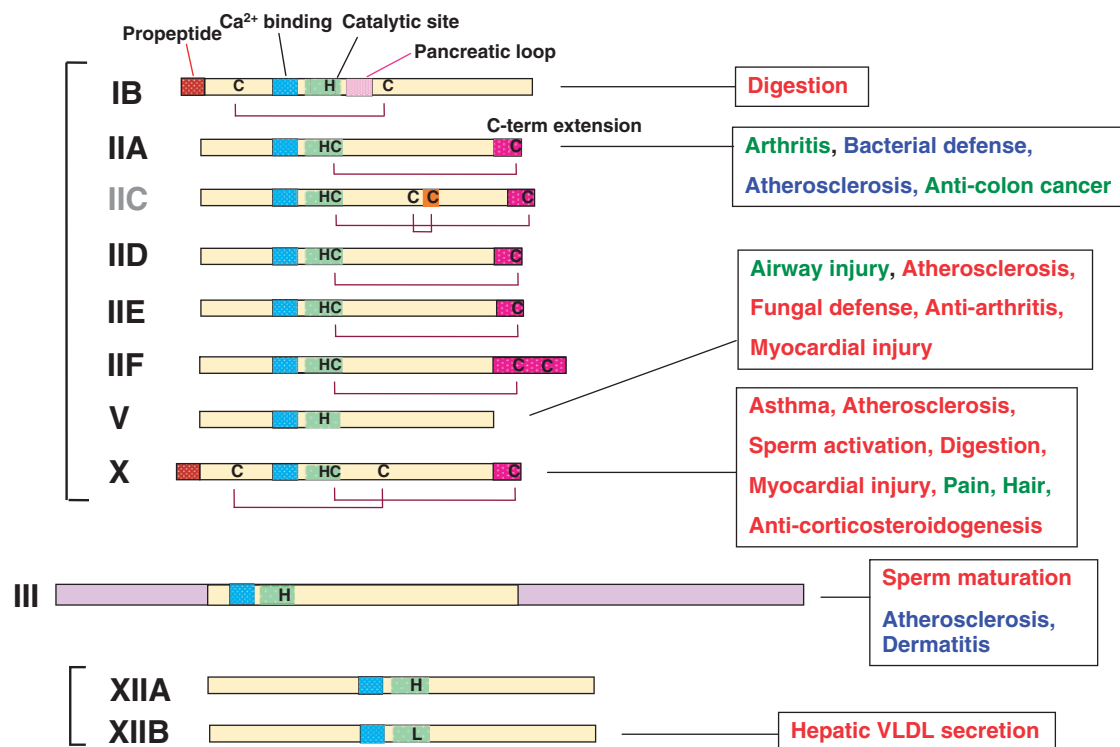 Propeptide
Ca²⁺ binding
Catalytic site
Pancreatic loop
IB
C H C
Digestion
C-term extension
IIA
HC C
Arthritis, Bacterial defense,
Atherosclerosis, Anti-colon cancer
IIC
HC C C C
IID
HC C
IIE
HC C
Airway injury, Atherosclerosis,
Fungal defense, Anti-arthritis,
Myocardial injury
IIF
HC C C
V
H
X
C HC C C
Asthma, Atherosclerosis,
Sperm activation, Digestion,
Myocardial injury, Pain, Hair,
Anti-corticosteroidogenesis
III
H
Sperm maturation
Atherosclerosis,
Dermatitis
XIIA
H
XIIB
L
Hepatic VLDL secretion